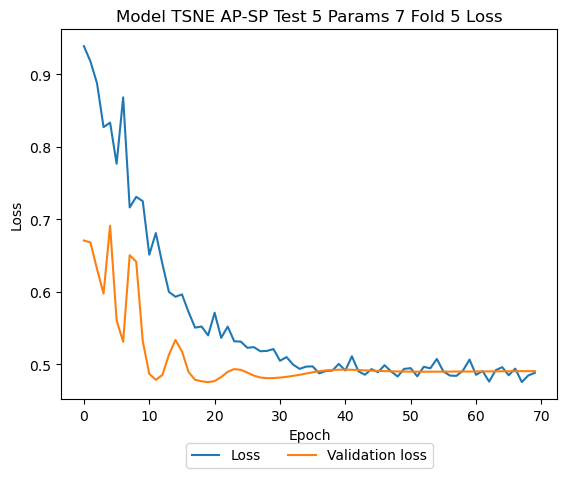 Model TSNE AP-SP Test 5 Params 7 Fold 5 Loss
0.9
0.8
0.7
0.6
0.5
Loss
0 10 20 30 40 50 60 70
Epoch
Loss Validation loss